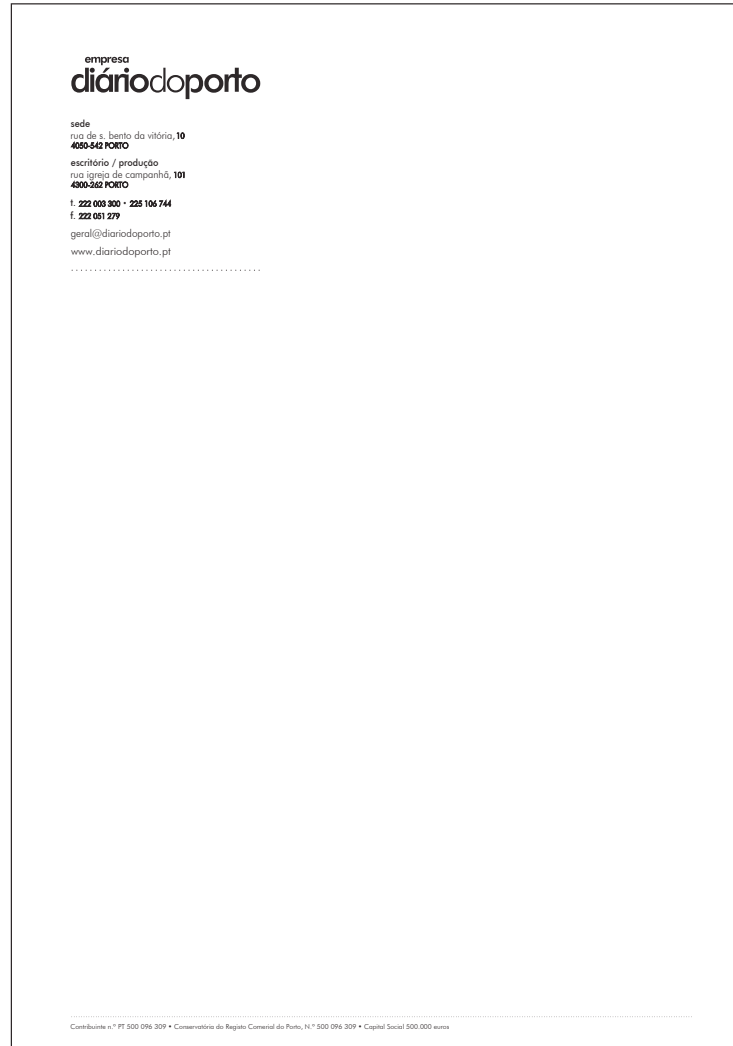 empresa
diáriodoporto
sede
rua de s. bento da vitória, 10
4050-542 PORTO
escritório / produção
rua igreja de campanhã, 101
4300-262 PORTO
t. 222 003 300 • 225 106 744
f. 222 051 279
geral@diariodoporto.pt
www.diariodoporto.pt
Contribuinte n.º PT 500 096 309 • Conservatória do Registo Comerial do Porto, N.º 500 096 309 • Capital Social 500.000 euros